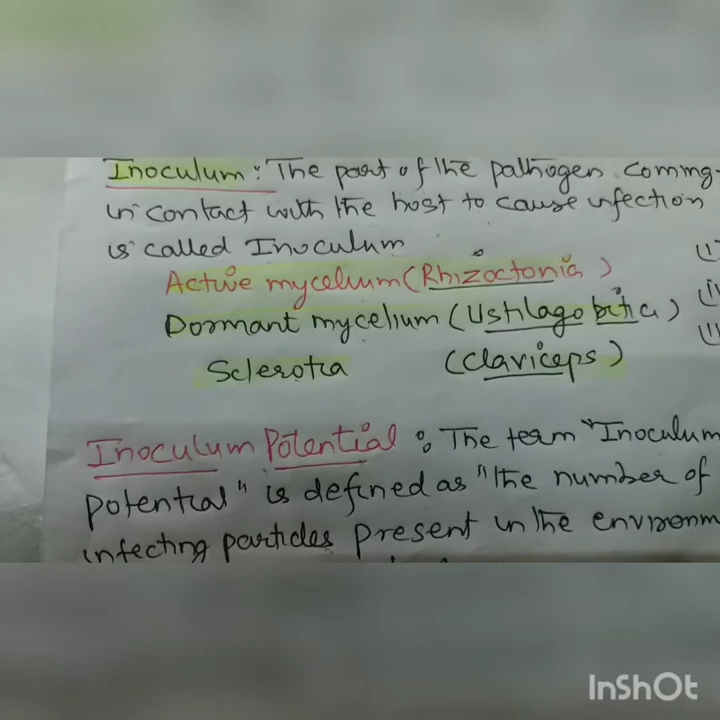 Inoculum: The part of the pathogen coming
in contact with the host to cause infection
is called Inoculum
Active mycelium (Rhizoctonia)
Dormant mycelium (Ustilago
Sclerotia (Claviceps)
Inoculum Potential: The term "Inoculum
potential" is defined as "the number of
infecting particles present in the environm
InShOt